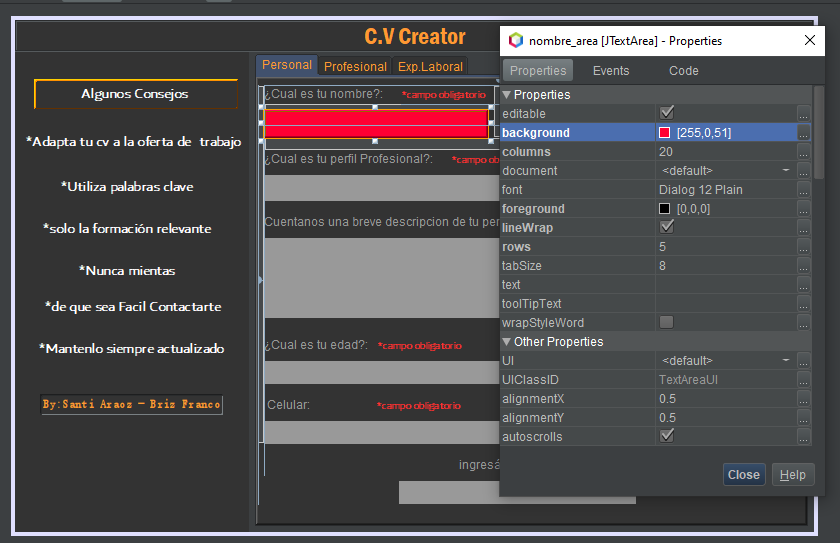 C.V Creator
nombre_area [JTextArea] - Properties
Personal
Profesional
Exp.Laboral
Algunos Consejos
*Adapta tu cv a la oferta de trabajo
*Utiliza palabras clave
*solo la formación relevante
*Nunca mientas
*de que sea Facil Contactarte
*Mantenlo siempre actualizado
By:Santi Araoz - Briz Franco
¿Cual es tu nombre?: *campo obligatorio
¿Cual es tu perfil Profesional?: *campo
Cuentanos una breve descripcion de tu
¿Cual es tu edad?: *campo obligatorio
Celular: *campo obligatorio
Properties
Events
Code
Properties
editable
background [255,0,51]
columns 20
document <default>
font Dialog 12 Plain
foreground [0,0,0]
lineWrap
rows 5
tabSize 8
text
toolTipText
wrapStyleWord
Other Properties
UI <default>
UIClassID TextAreaUI
alignmentX 0.5
alignmentY 0.5
autoscrolls
Close
Help